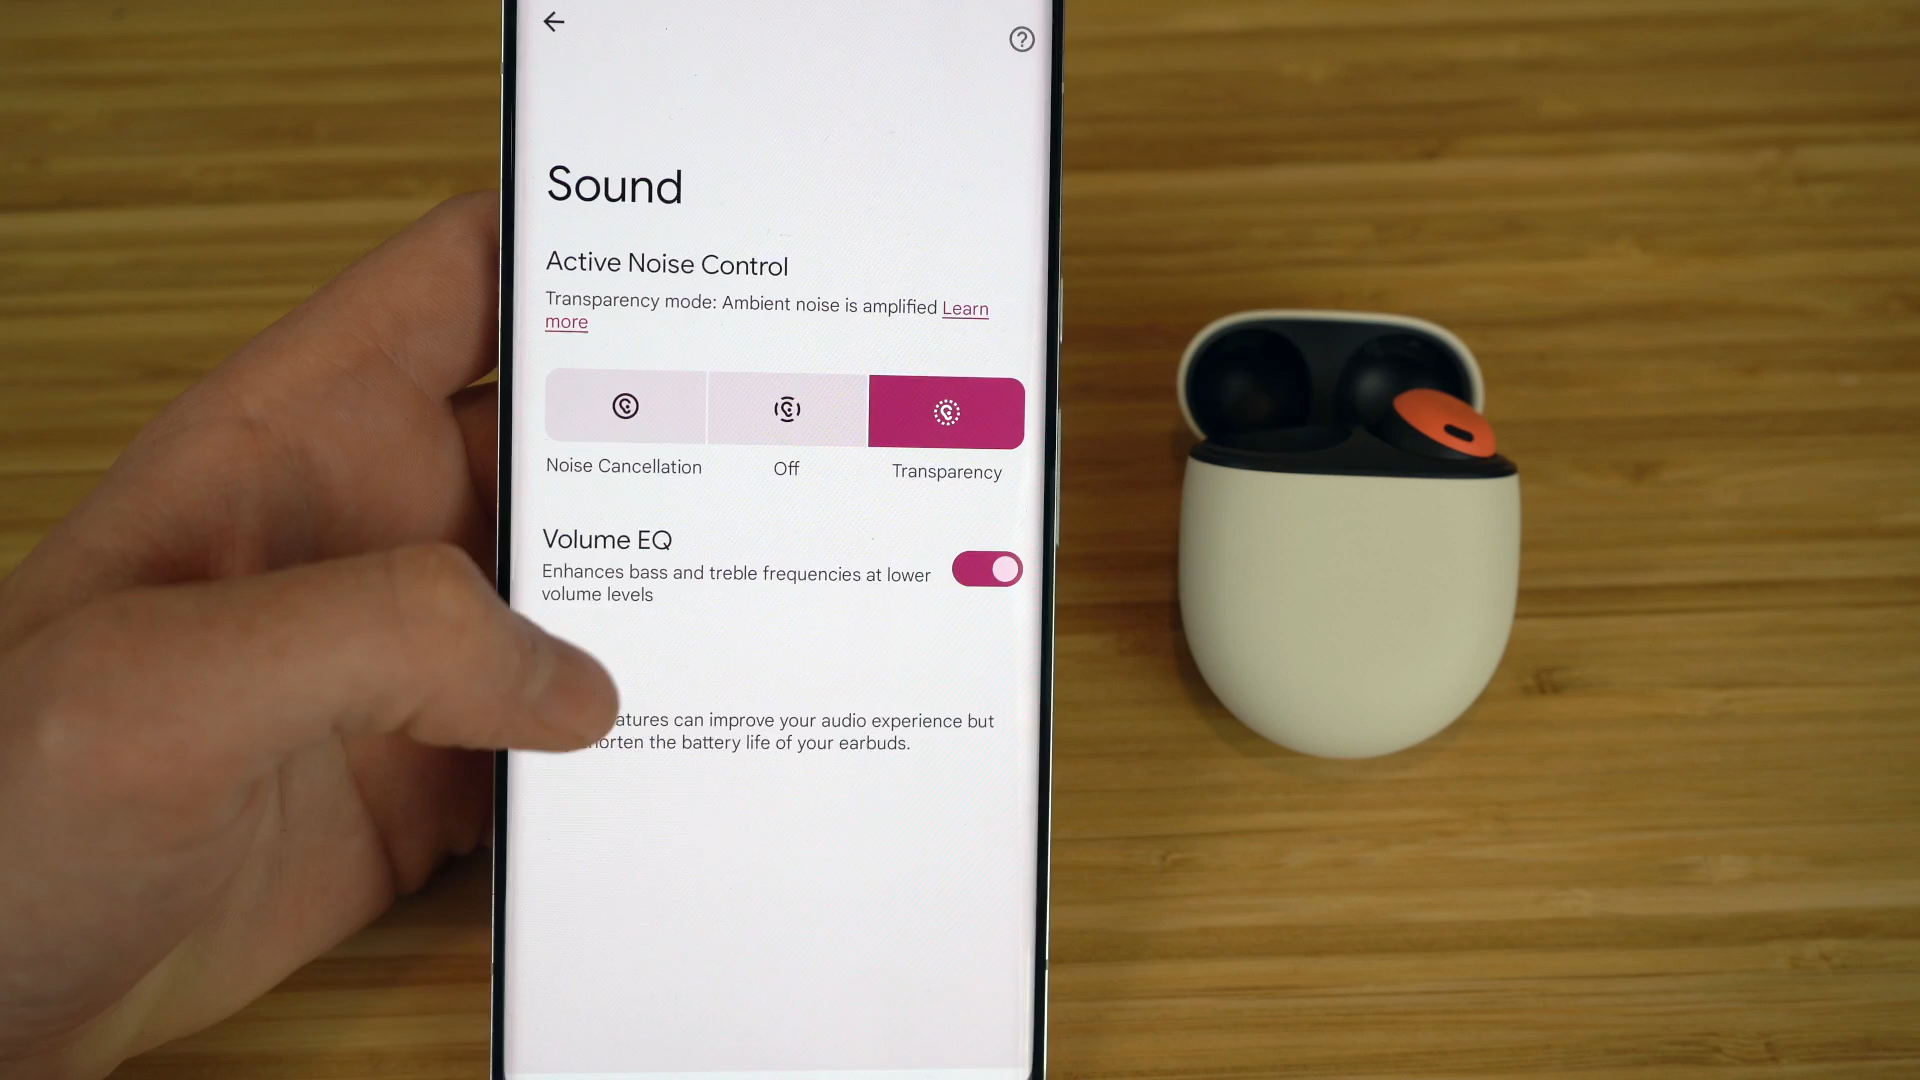 Sound
Active Noise Control
Transparency mode: Ambient noise is amplified Learn
more
Noise Cancellation
Off
Transparency
Volume EQ
Enhances bass and treble frequencies at lower
volume levels
can improve your audio experience but
the battery life of your earbuds.